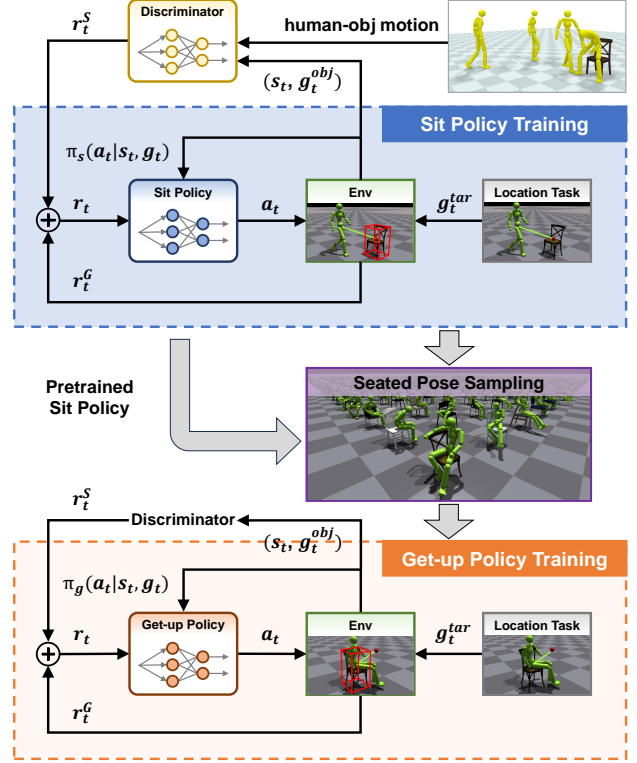 Discriminator
human-obj motion
r_t^S
(s_t, g_t^{obj})
Sit Policy Training
π_s(a_t|s_t, g_t)
Sit Policy
Env
Location Task
r_t
a_t
g_t^{tar}
r_t^G
Pretrained
Sit Policy
Seated Pose Sampling
r_t^S
Discriminator
(s_t, g_t^{obj})
Get-up Policy Training
π_g(a_t|s_t, g_t)
Get-up Policy
Env
Location Task
r_t
a_t
g_t^{tar}
r_t^G